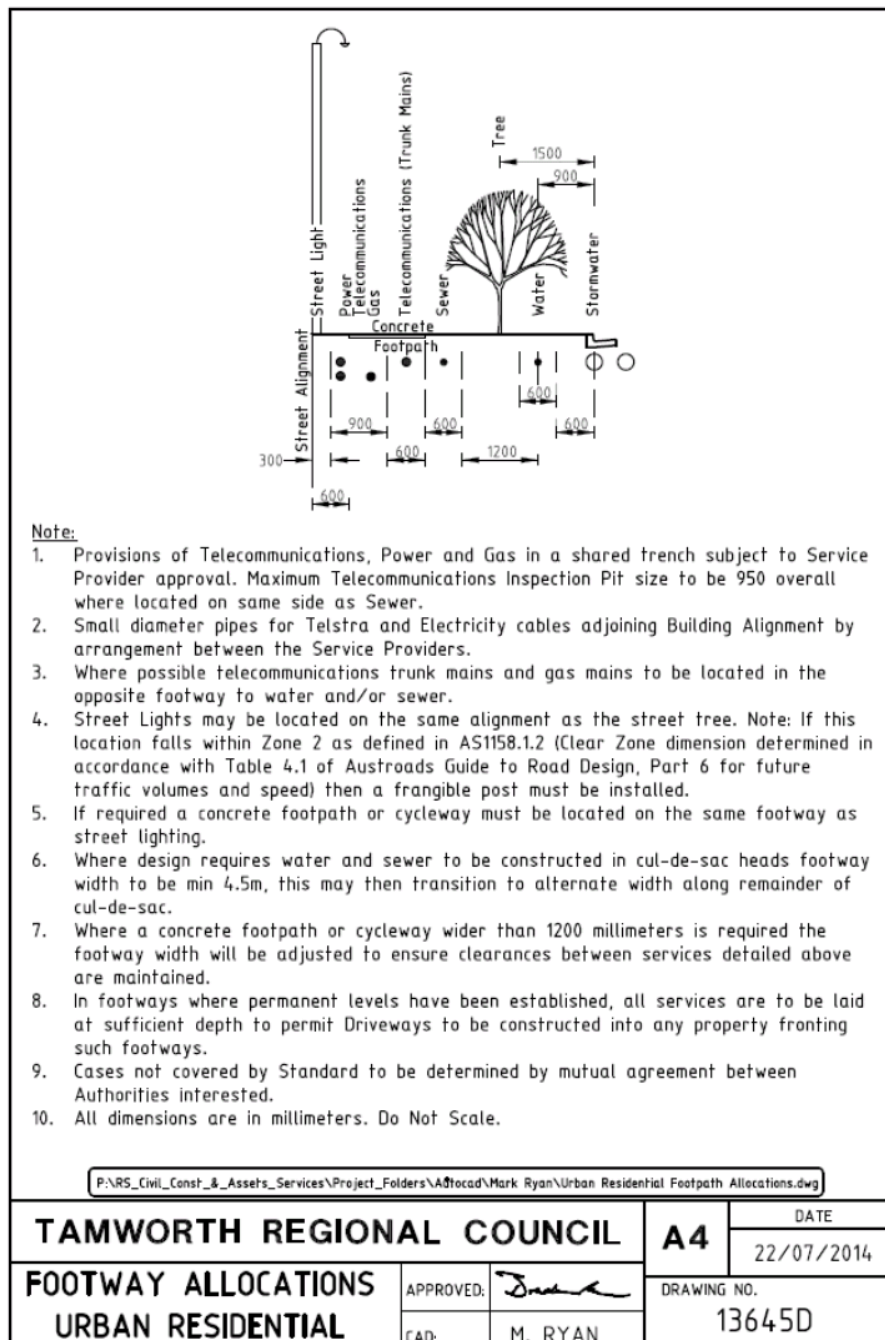 Tree
1500
900
Telecommunications (Trunk Mains)
Street Light
Power
Telecommunications
Gas
Sewer
Water
Stormwater
Concrete
Footpath
Street Alignment
600
900
600
600
300
600
1200
600
Note:
1. Provisions of Telecommunications, Power and Gas in a shared trench subject to Service
Provider approval. Maximum Telecommunications Inspection Pit size to be 950 overall
where located on same side as Sewer.
2. Small diameter pipes for Telstra and Electricity cables adjoining Building Alignment by
arrangement between the Service Providers.
3. Where possible telecommunications trunk mains and gas mains to be located in the
opposite footway to water and/or sewer.
4. Street Lights may be located on the same alignment as the street tree. Note: If this
location falls within Zone 2 as defined in AS1158.1.2 (Clear Zone dimension determined in
accordance with Table 4.1 of Austroads Guide to Road Design, Part 6 for future
traffic volumes and speed) then a frangible post must be installed.
5. If required a concrete footpath or cycleway must be located on the same footway as
street lighting.
6. Where design requires water and sewer to be constructed in cul-de-sac heads footway
width to be min 4.5m, this may then transition to alternate width along remainder of
cul-de-sac.
7. Where a concrete footpath or cycleway wider than 1200 millimeters is required the
footway width will be adjusted to ensure clearances between services detailed above
are maintained.
8. In footways where permanent levels have been established, all services are to be laid
at sufficient depth to permit Driveways to be constructed into any property fronting
such footways.
9. Cases not covered by Standard to be determined by mutual agreement between
Authorities interested.
10. All dimensions are in millimeters. Do Not Scale.
P:\RS_Civil_Const_&_Assets_Services\Project_Folders\Autocad\Mark Ryan\Urban Residential Footpath Allocations.dwg
TAMWORTH REGIONAL COUNCIL
A4
DATE
22/07/2014
FOOTWAY ALLOCATIONS
URBAN RESIDENTIAL
APPROVED:
CAD:
M. RYAN
DRAWING NO.
13645D